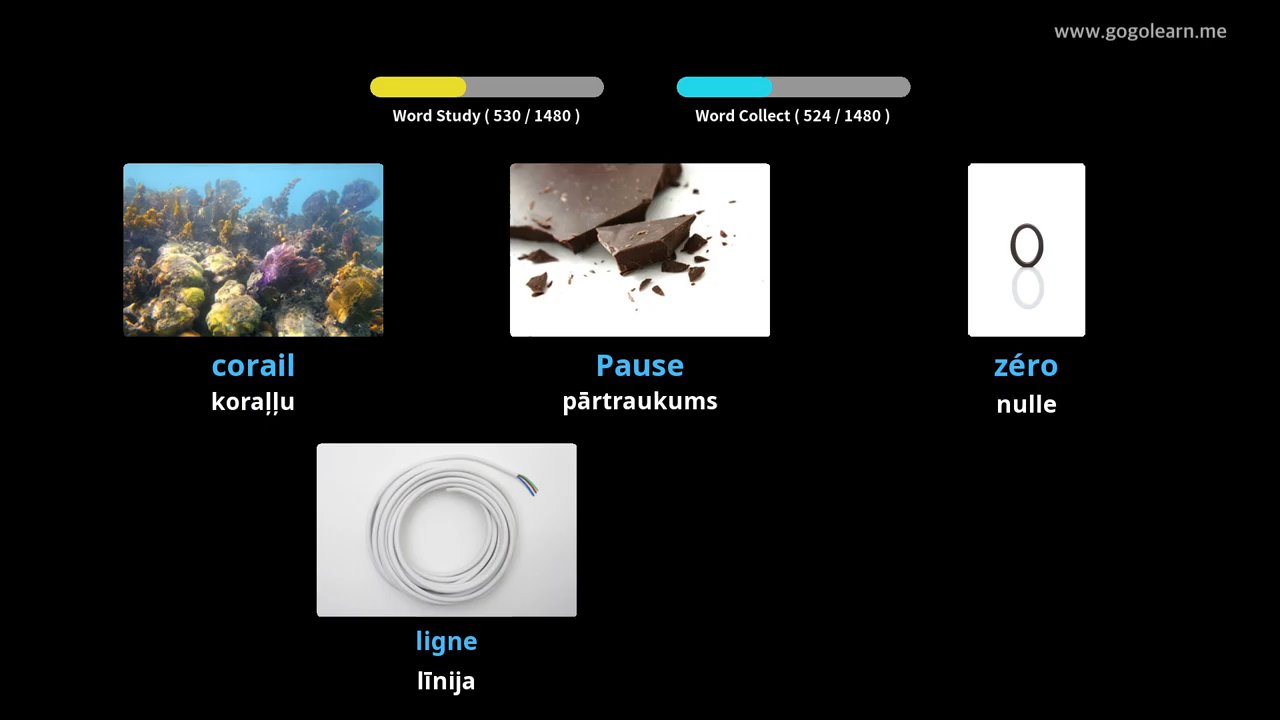 www.gogolearn.me
Word Study ( 530 / 1480 )
Word Collect ( 524 / 1480 )
corail
koraļļu
Pause
pārtraukums
zéro
nulle
ligne
līnija